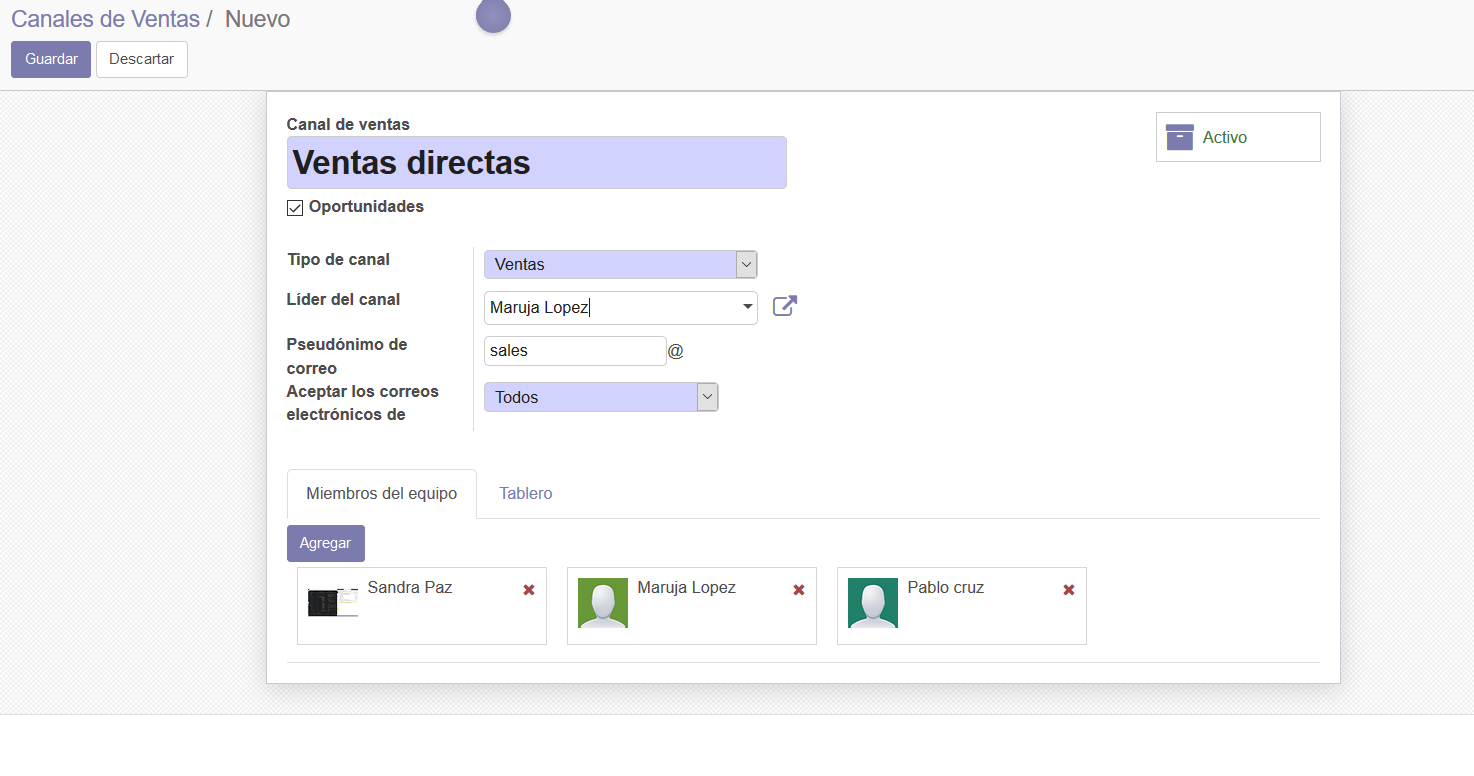 Canales de Ventas / Nuevo
Guardar Descartar
Canal de ventas
Activo
Ventas directas
Oportunidades
Tipo de canal Ventas
Líder del canal Maruja Lopez
Pseudónimo de correo sales @
Aceptar los correos electrónicos de Todos
Miembros del equipo Tablero
Agregar
Sandra Paz Maruja Lopez Pablo cruz